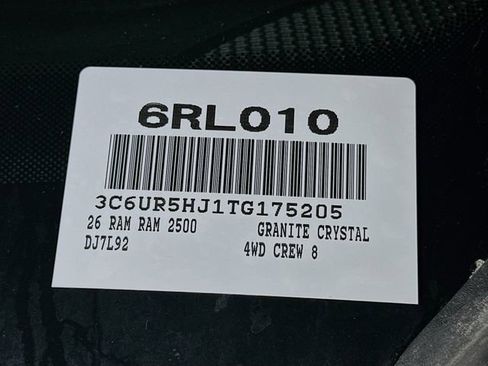 6RL010
3C6UR5HJ1TG175205
26 RAM RAM 2500 GRANITE CRYSTAL
DJ7L92 4WD CREW 8